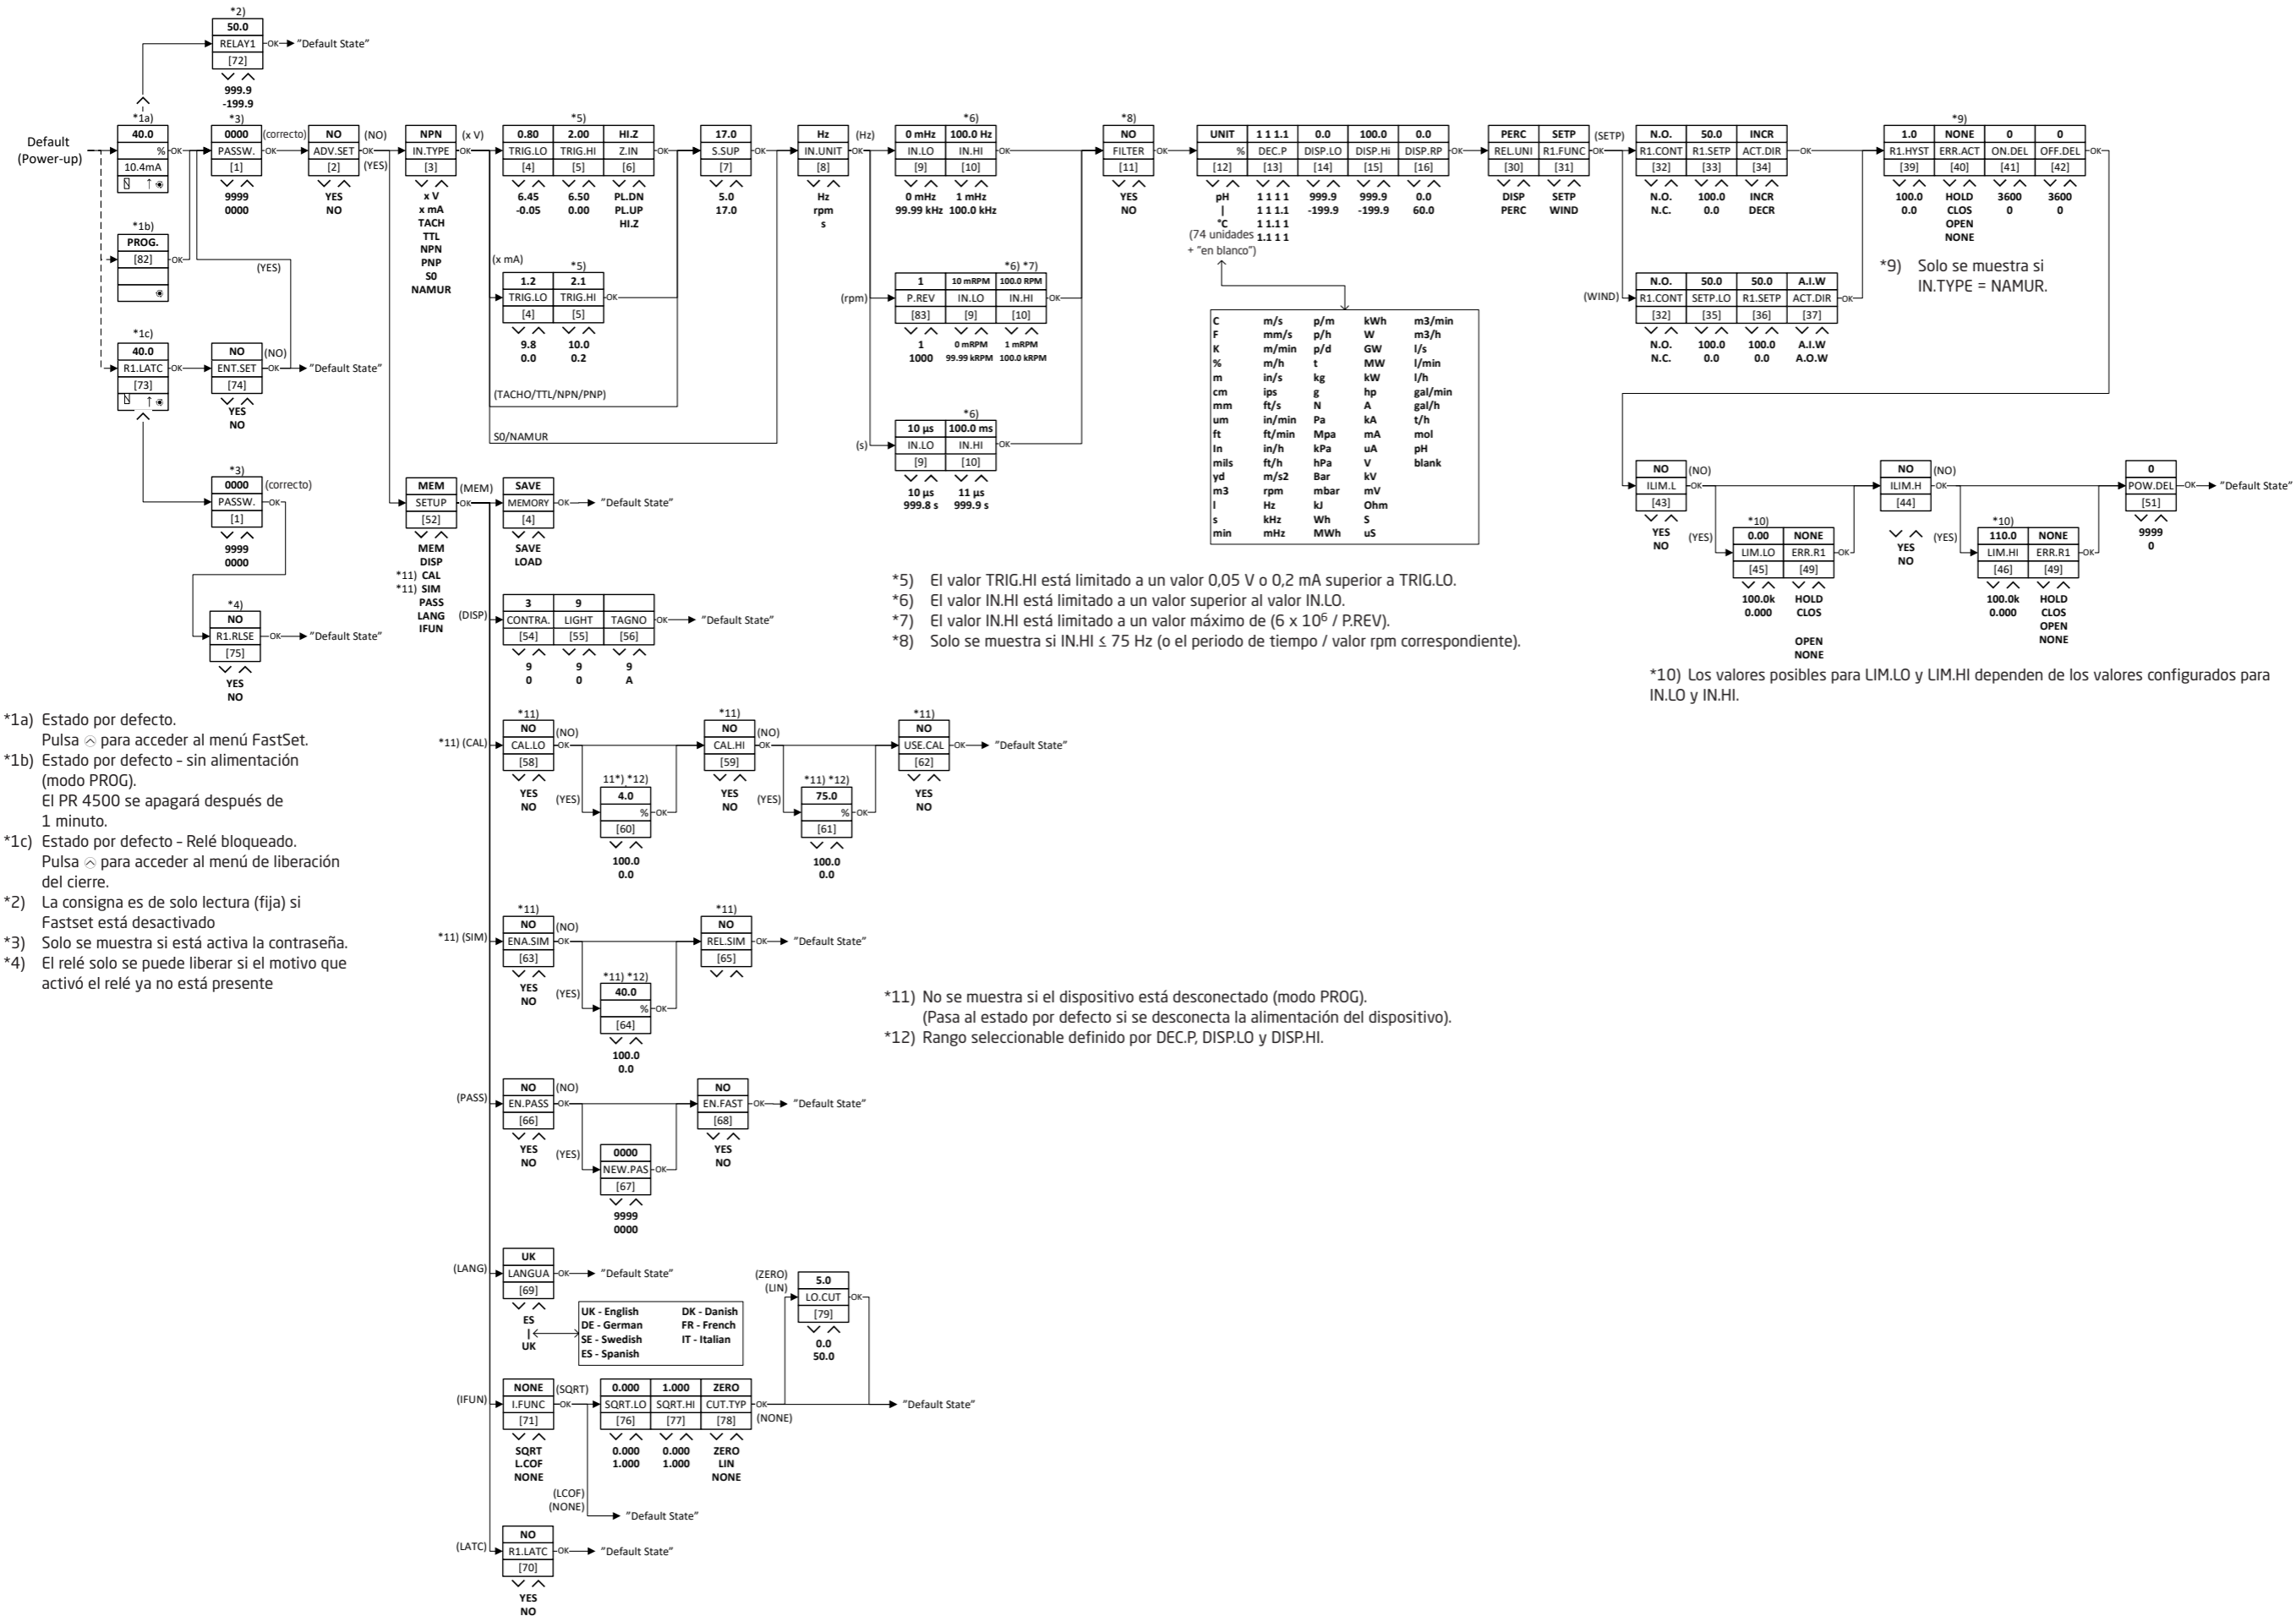 *2)
50.0
RELAY1
OK
"Default State"
[72]
999.9
-199.9
Default
(Power-up)
*1a)
40.0
%
OK
10.4mA
*3)
0000
(correcto)
PASSW.
OK
[1]
9999
0000
NO
(NO)
ADV.SET
OK
[2]
(YES)
YES
NO
NPN
(x V)
IN.TYPE
OK
[3]
x V
x mA
TACH
TTL
NPN
PNP
S0
NAMUR
*5)
0.80 2.00 HI.Z
TRIG.LO TRIG.HI Z.IN
OK
[4] [5] [6]
6.45 6.50 PL.DN
-0.05 0.00 PL.UP
HI.Z
(x mA)
*5)
1.2 2.1
TRIG.LO TRIG.HI
OK
[4] [5]
9.8 10.0
0.0 0.2
(TACHO/TTL/NPN/PNP)
S0/NAMUR
17.0
S.SUP
OK
[7]
5.0
17.0
Hz
(Hz)
IN.UNIT
OK
[8]
Hz
rpm
s
*6)
0 mHz 100.0 Hz
IN.LO IN.HI
OK
[9] [10]
0 mHz 1 mHz
99.99 kHz 100.0 kHz
*6) *7)
1 10 mRPM 100.0 RPM
(rpm)
P.REV IN.LO IN.HI
OK
[83] [9] [10]
1 0 mRPM 1 mRPM
1000 99.99 kRPM 100.0 kRPM
*6)
10 µs 100.0 ms
(s)
IN.LO IN.HI
OK
[9] [10]
10 µs 11 µs
999.8 s 999.9 s
*8)
NO
FILTER
OK
[11]
YES
NO
UNIT 1 1 1.1 0.0 100.0 0.0
% DEC.P DISP.LO DISP.Hi DISP.RP
OK
[12] [13] [14] [15] [16]
pH 1 1 1 1 999.9 999.9 0.0
| 1 1 1.1 -199.9 -199.9 60.0
°C 1 1.1 1
(74 unidades 1.1 1 1
+ "en blanco")
C m/s p/m kWh m3/min
F mm/s p/h W m3/h
K m/min p/d GW l/s
% m/h t MW l/min
m in/s kg kW l/h
cm ips g hp gal/min
mm ft/s N A gal/h
um in/min Pa kA t/h
ft ft/min Mpa mA mol
In in/h kPa uA pH
mils ft/h hPa V blank
yd m/s2 Bar kV
m3 rpm mbar mV
l Hz kJ Ohm
s kHz Wh S
min mHz MWh uS
PERC SETP
(SETP)
REL.UNI R1.FUNC
OK
[30] [31]
DISP SETP
PERC WIND
N.O. 50.0 INCR
R1.CONT R1.SETP ACT.DIR
OK
[32] [33] [34]
N.O. 100.0 INCR
N.C. 0.0 DECR
(WIND)
N.O. 50.0 50.0 A.I.W
R1.CONT SETP.LO R1.SETP ACT.DIR
OK
[32] [35] [36] [37]
N.O. 100.0 100.0 A.I.W
N.C. 0.0 0.0 A.O.W
*9)
1.0 NONE 0 0
R1.HYST ERR.ACT ON.DEL OFF.DEL
OK
[39] [40] [41] [42]
100.0 HOLD 3600 3600
0.0 CLOS 0 0
OPEN
NONE
*9) Solo se muestra si
IN.TYPE = NAMUR.
NO
(NO)
ILIM.L
OK
[43]
YES
NO
(YES)
*10)
0.00 NONE
LIM.LO ERR.R1
OK
[45] [49]
100.0k HOLD
0.000 CLOS
OPEN
NONE
NO
(NO)
ILIM.H
OK
[44]
YES
NO
(YES)
*10)
110.0 NONE
LIM.HI ERR.R1
OK
[46] [49]
100.0k HOLD
0.000 CLOS
OPEN
NONE
0
POW.DEL
OK
"Default State"
[51]
9999
0
*10) Los valores posibles para LIM.LO y LIM.HI dependen de los valores configurados para
IN.LO y IN.HI.
*1b)
PROG.
[82]
OK
(YES)
*1c)
40.0
R1.LATC
OK
[73]
NO
(NO)
ENT.SET
OK
"Default State"
[74]
YES
NO
*3)
0000
(correcto)
PASSW.
OK
[1]
9999
0000
*4)
NO
R1.RLSE
OK
"Default State"
[75]
YES
NO
MEM
(MEM)
SETUP
OK
[52]
MEM
DISP
*11) CAL
*11) SIM
PASS
LANG
IFUN
SAVE
MEMORY
OK
"Default State"
[4]
SAVE
LOAD
(DISP)
3 9
CONTRA. LIGHT TAGNO
OK
"Default State"
[54] [55] [56]
9 9 9
0 0 A
*5) El valor TRIG.HI está limitado a un valor 0,05 V o 0,2 mA superior a TRIG.LO.
*6) El valor IN.HI está limitado a un valor superior al valor IN.LO.
*7) El valor IN.HI está limitado a un valor máximo de (6 x 10⁶ / P.REV).
*8) Solo se muestra si IN.HI ≤ 75 Hz (o el periodo de tiempo / valor rpm correspondiente).
*1a) Estado por defecto.
Pulsa para acceder al menú FastSet.
*1b) Estado por defecto – sin alimentación
(modo PROG).
El PR 4500 se apagará después de
1 minuto.
*1c) Estado por defecto – Relé bloqueado.
Pulsa para acceder al menú de liberación
del cierre.
*2) La consigna es de solo lectura (fija) si
Fastset está desactivado
*3) Solo se muestra si está activa la contraseña.
*4) El relé solo se puede liberar si el motivo que
activó el relé ya no está presente
*11) (CAL)
*11)
NO
(NO)
CAL.LO
OK
[58]
YES
NO
(YES)
11*) *12)
4.0
%
OK
[60]
100.0
0.0
*11)
NO
(NO)
CAL.HI
OK
[59]
YES
NO
(YES)
*11) *12)
75.0
%
OK
[61]
100.0
0.0
*11)
NO
USE.CAL
OK
"Default State"
[62]
YES
NO
*11) (SIM)
*11)
NO
(NO)
ENA.SIM
OK
[63]
YES
NO
(YES)
*11) *12)
40.0
%
OK
[64]
100.0
0.0
*11)
NO
REL.SIM
OK
"Default State"
[65]
*11) No se muestra si el dispositivo está desconectado (modo PROG).
(Pasa al estado por defecto si se desconecta la alimentación del dispositivo).
*12) Rango seleccionable definido por DEC.P, DISP.LO y DISP.HI.
(PASS)
NO
(NO)
EN.PASS
OK
[66]
YES
NO
(YES)
0000
NEW.PAS
OK
[67]
9999
0000
NO
EN.FAST
OK
"Default State"
[68]
YES
NO
(LANG)
UK
LANGUA
OK
"Default State"
[69]
ES
|
UK
UK - English DK - Danish
DE - German FR - French
SE - Swedish IT - Italian
ES - Spanish
(ZERO)
(LIN)
5.0
LO.CUT
OK
[79]
0.0
50.0
(IFUN)
NONE
(SQRT)
I.FUNC
OK
[71]
SQRT
L.COF
NONE
0.000 1.000 ZERO
SQRT.LO SQRT.HI CUT.TYP
OK
(NONE)
"Default State"
[76] [77] [78]
0.000 0.000 ZERO
1.000 1.000 LIN
NONE
(LCOF)
(NONE)
"Default State"
(LATC)
NO
R1.LATC
OK
"Default State"
[70]
YES
NO